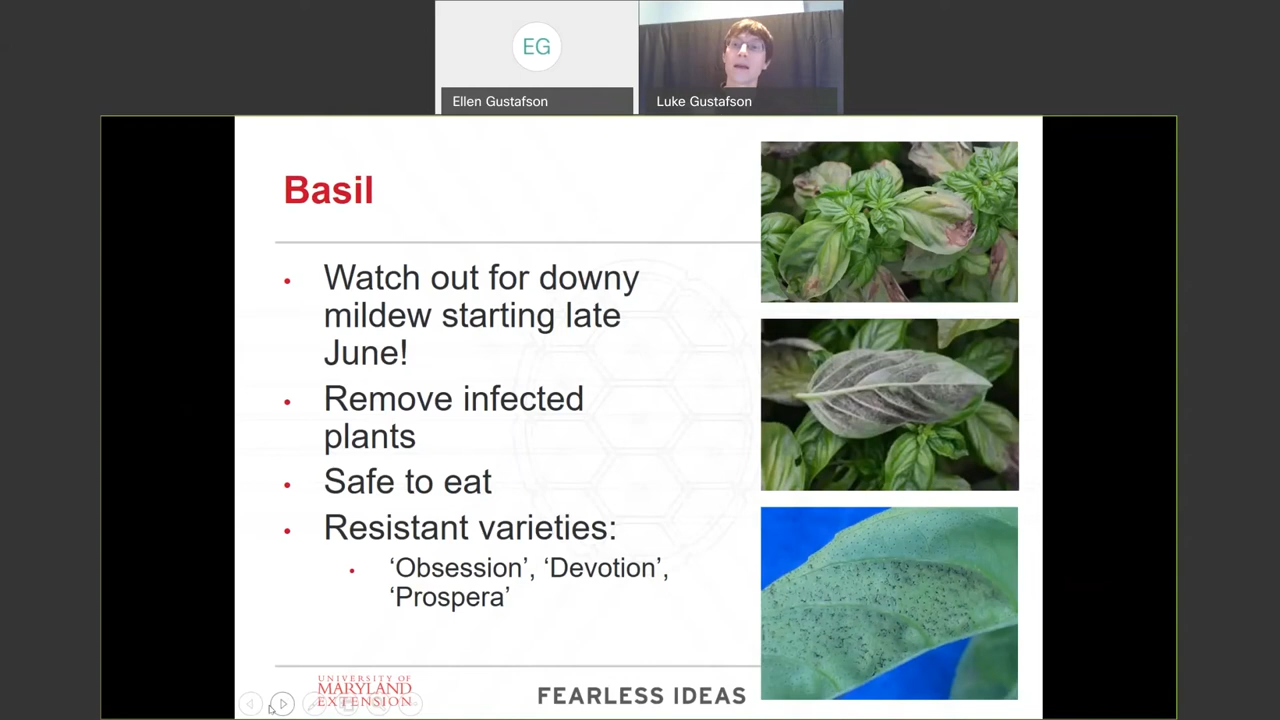 EG
Ellen Gustafson
Luke Gustafson
Basil
• Watch out for downy
mildew starting late
June!
• Remove infected
plants
• Safe to eat
• Resistant varieties:
• ‘Obsession’, ‘Devotion’,
‘Prospera’
UNIVERSITY OF
MARYLAND
EXTENSION
FEARLESS IDEAS